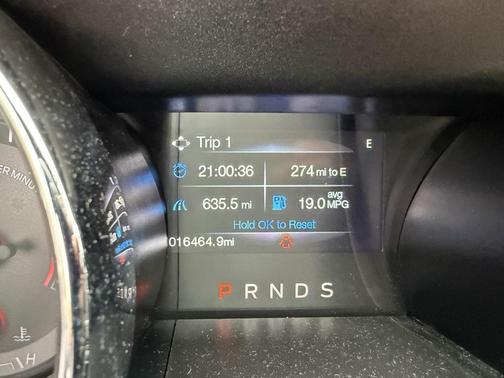 Trip 1
E
21:00:36
274 mi to E
635.5 mi
19.0 avg MPG
Hold OK to Reset
016464.9mi
P R N D S
H